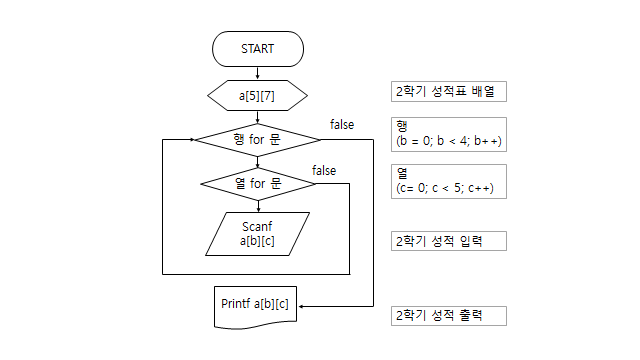 START
a[5][7]
2학기 성적표 배열
false
행 for 문
행
(b = 0; b < 4; b++)
false
열 for 문
열
(c= 0; c < 5; c++)
Scanf
a[b][c]
2학기 성적 입력
Printf a[b][c]
2학기 성적 출력